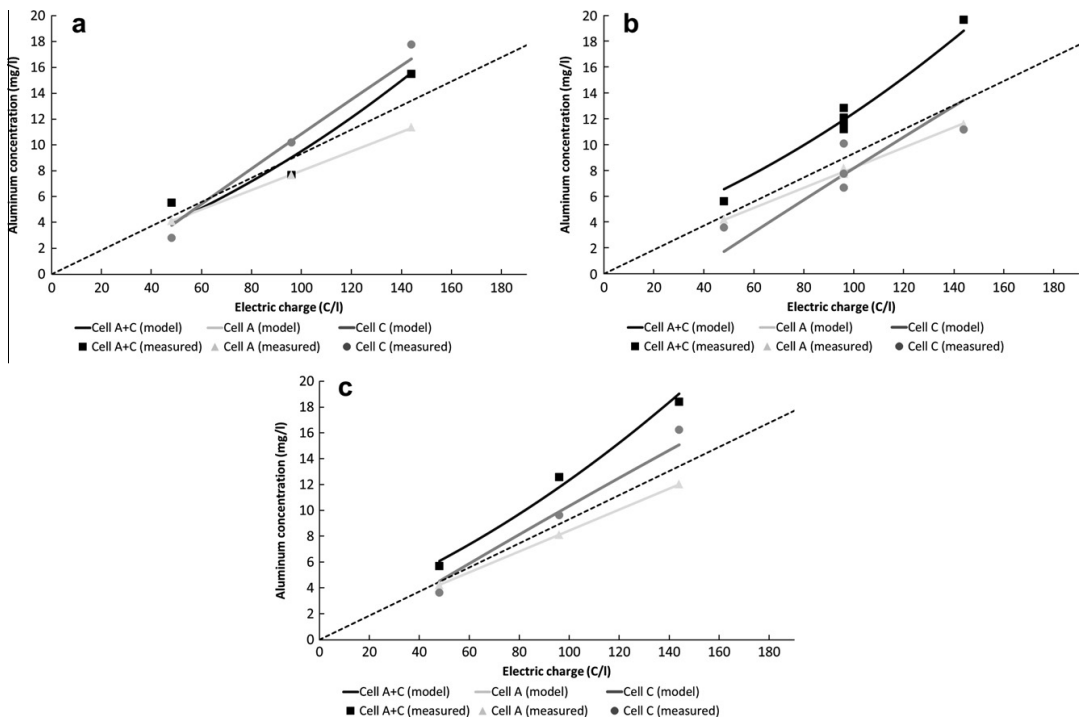 a
Aluminum concentration (mg/l)
20
18
16
14
12
10
8
6
4
2
0
0 20 40 60 80 100 120 140 160 180
Electric charge (C/l)
Cell A+C (model) Cell A (model) Cell C (model)
Cell A+C (measured) Cell A (measured) Cell C (measured)
b
Aluminum concentration (mg/l)
20
18
16
14
12
10
8
6
4
2
0
0 20 40 60 80 100 120 140 160 180
Electric charge (C/l)
Cell A+C (model) Cell A (model) Cell C (model)
Cell A+C (measured) Cell A (measured) Cell C (measured)
c
Aluminum concentration (mg/l)
20
18
16
14
12
10
8
6
4
2
0
0 20 40 60 80 100 120 140 160 180
Electric charge (C/l)
Cell A+C (model) Cell A (model) Cell C (model)
Cell A+C (measured) Cell A (measured) Cell C (measured)